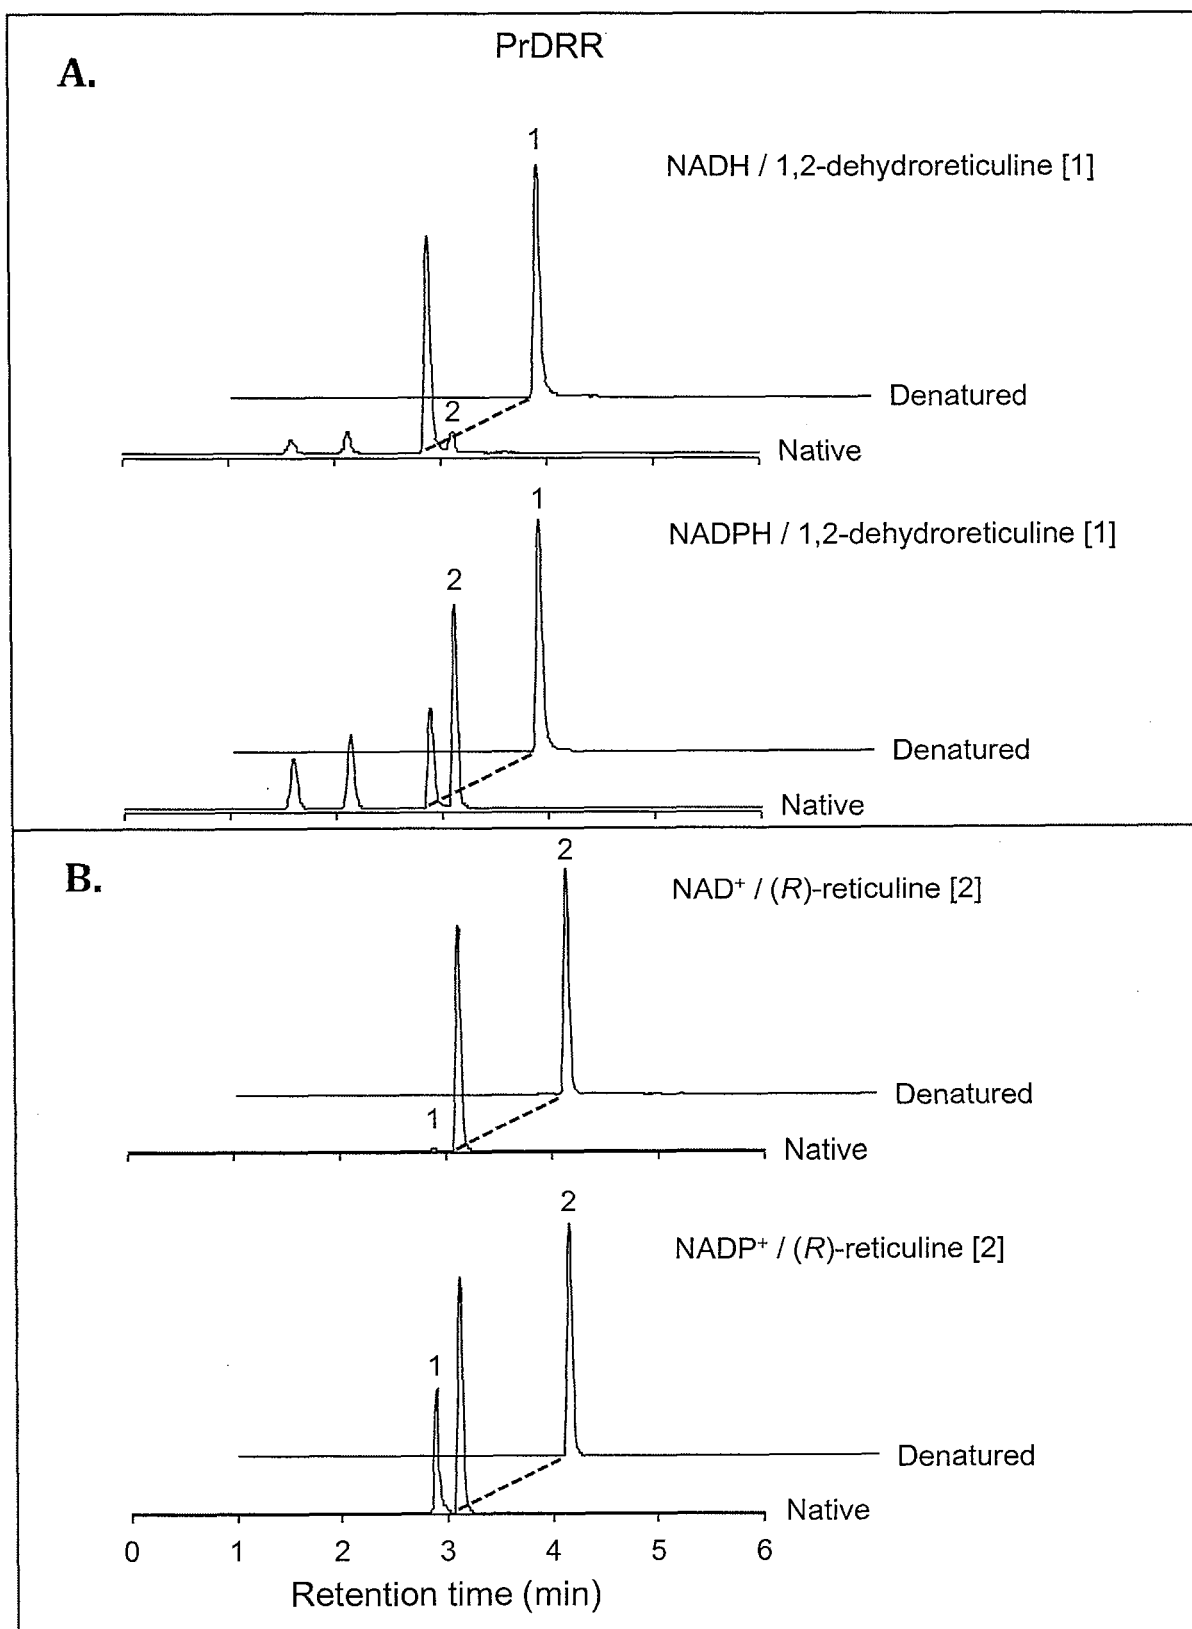 PrDRR
A.
1
NADH / 1,2-dehydroreticuline [1]
Denatured
2
Native
1
NADPH / 1,2-dehydroreticuline [1]
2
Denatured
Native
B.
2
NAD⁺ / (R)-reticuline [2]
Denatured
1
Native
2
NADP⁺ / (R)-reticuline [2]
1
Denatured
Native
0 1 2 3 4 5 6
Retention time (min)